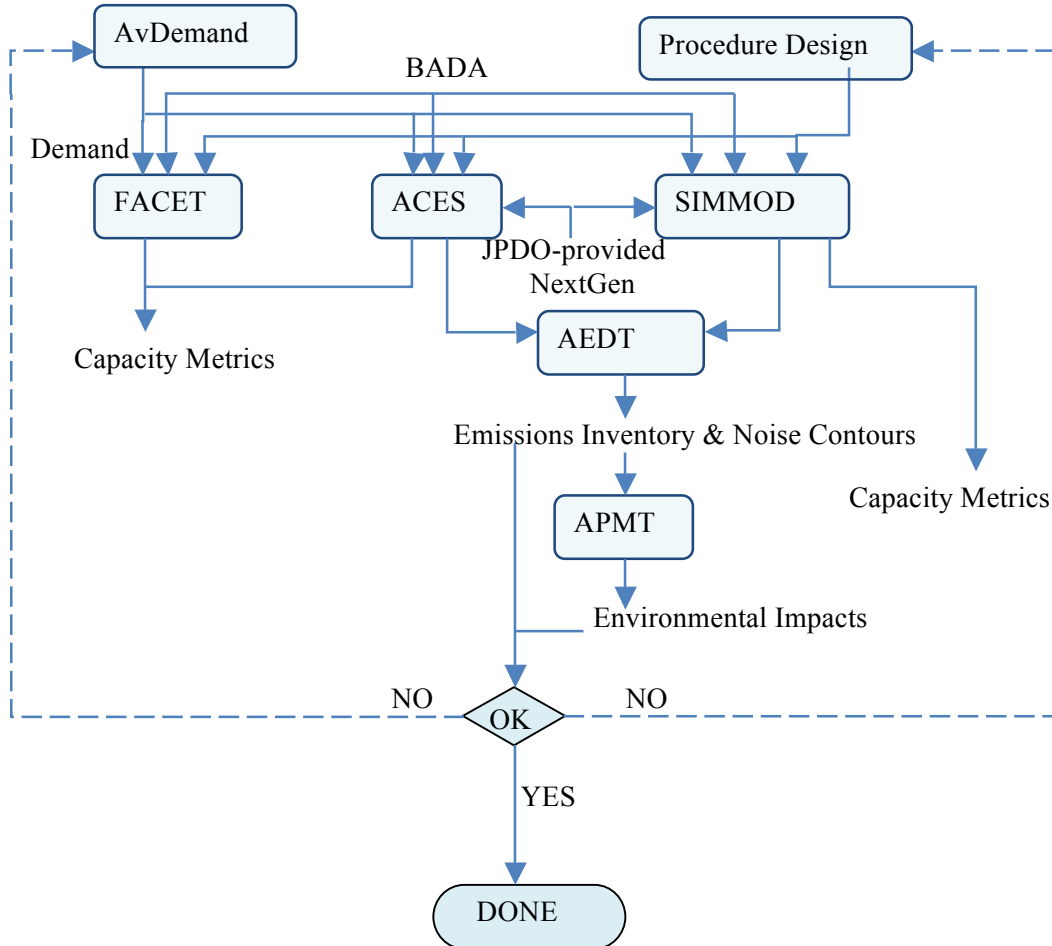 AvDemand
Procedure Design
BADA
Demand
FACET
ACES
SIMMOD
JPDO-provided
NextGen
AEDT
Capacity Metrics
Emissions Inventory & Noise Contours
Capacity Metrics
APMT
Environmental Impacts
NO
NO
OK
YES
DONE